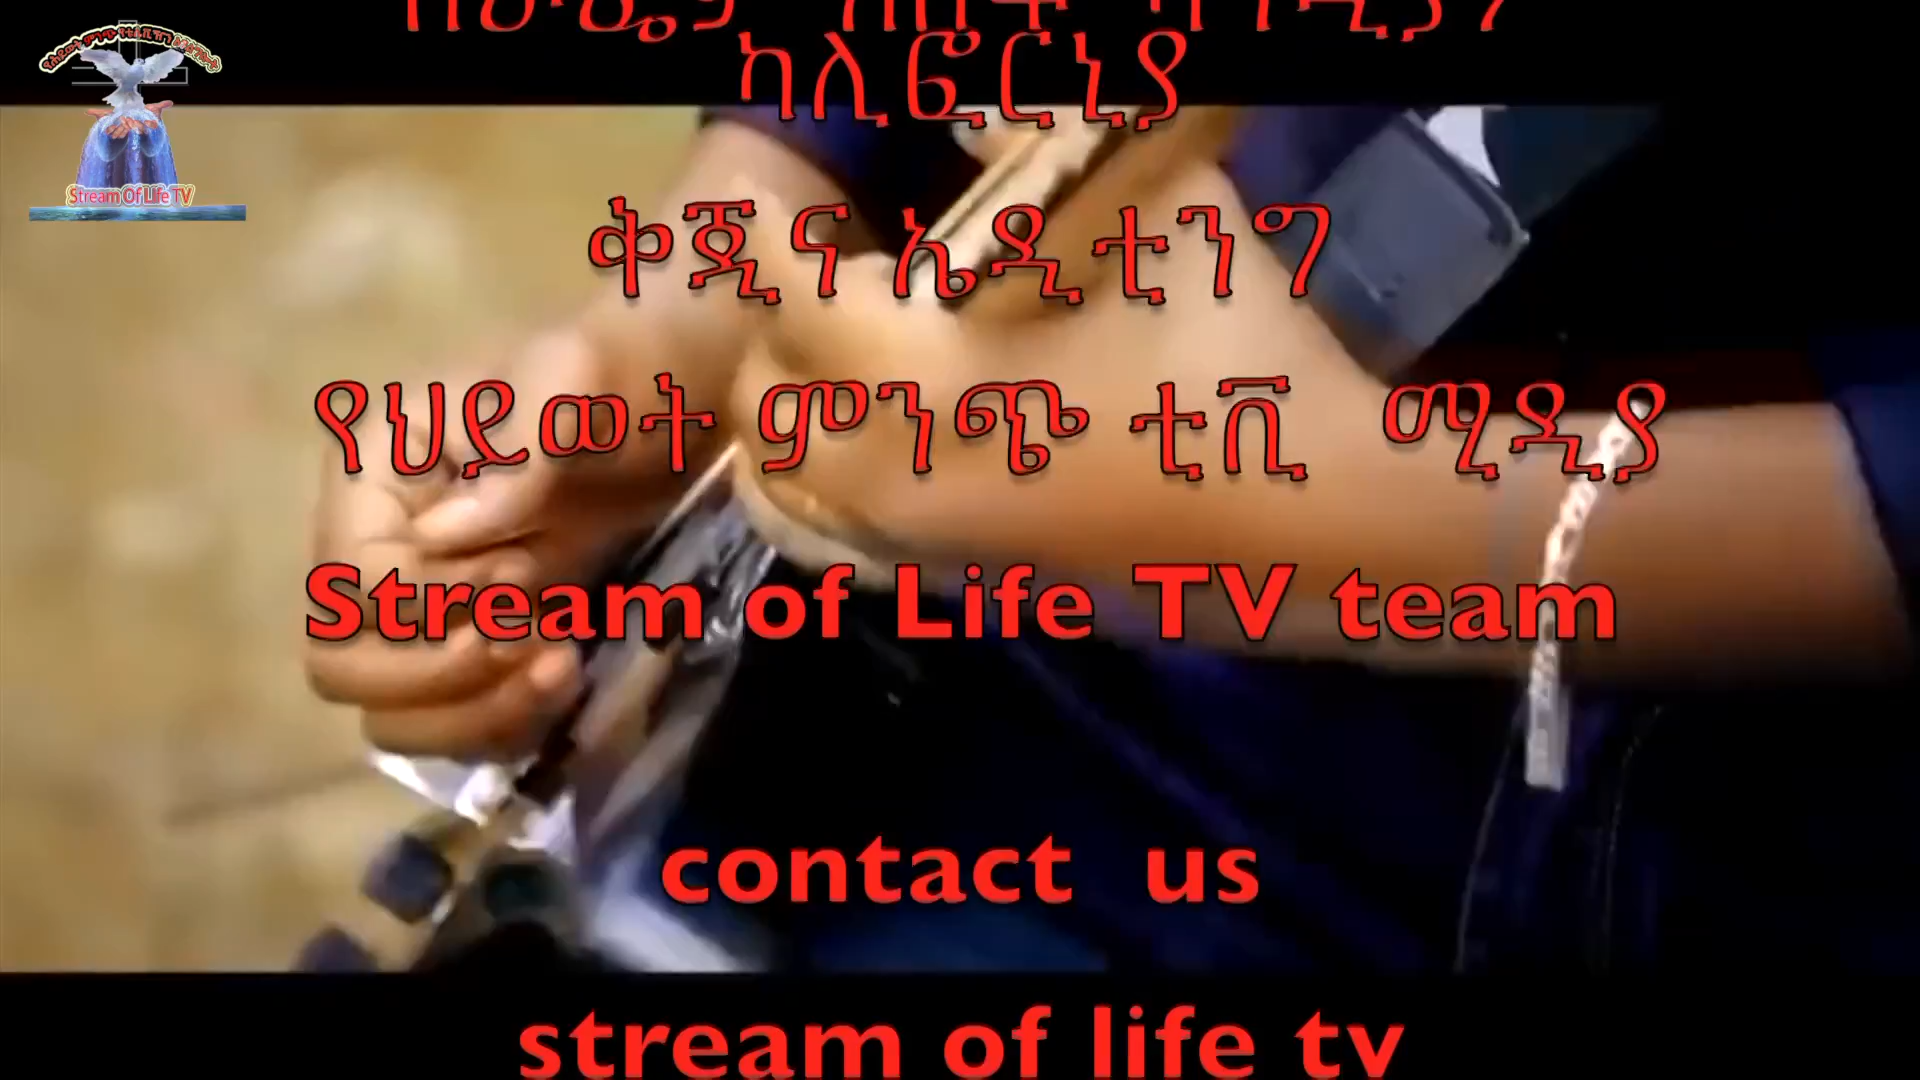 ካሊፎርኒያ
ቅጂና ኤዲቲንግ
የህይወት ምንጭ ቲቪ ሚዲያ
Stream of Life TV team
contact us
stream of life tv
Stream Of Life TV